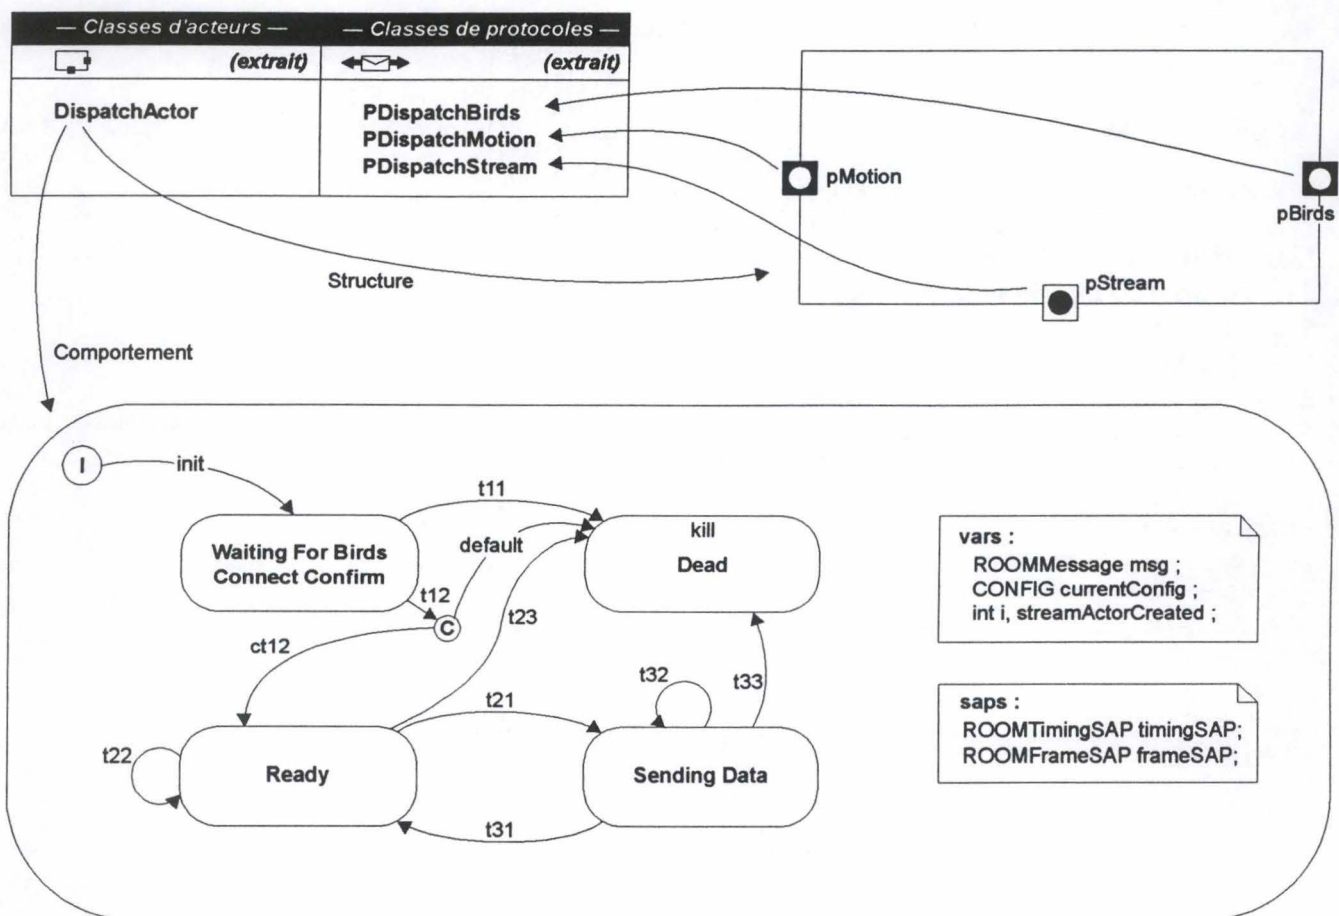 — Classes d'acteurs — — Classes de protocoles —
(extrait) (extrait)
DispatchActor
PDispatchBirds
PDispatchMotion
PDispatchStream
pMotion
pBirds
pStream
Structure
Comportement
I
init
t11
Waiting For Birds
Connect Confirm
default
kill
Dead
t12
C
t23
ct12
t32
t33
t21
t22
Ready
Sending Data
t31
vars :
ROOMMessage msg ;
CONFIG currentConfig ;
int i, streamActorCreated ;
saps :
ROOMTimingSAP timingSAP;
ROOMFrameSAP frameSAP;